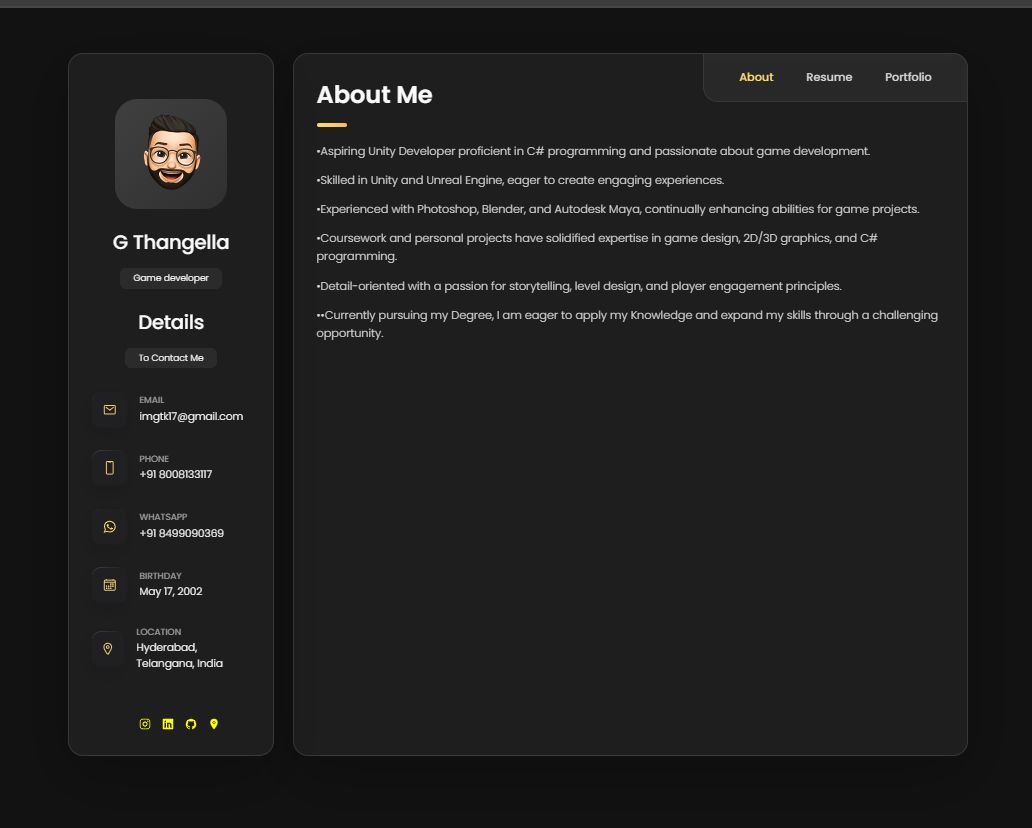 G Thangella
Game developer
Details
To Contact Me
EMAIL
imgtk17@gmail.com
PHONE
+91 8008133117
WHATSAPP
+91 8499090369
BIRTHDAY
May 17, 2002
LOCATION
Hyderabad,
Telangana, India
About Resume Portfolio
About Me
•Aspiring Unity Developer proficient in C# programming and passionate about game development.
•Skilled in Unity and Unreal Engine, eager to create engaging experiences.
•Experienced with Photoshop, Blender, and Autodesk Maya, continually enhancing abilities for game projects.
•Coursework and personal projects have solidified expertise in game design, 2D/3D graphics, and C#
programming.
•Detail-oriented with a passion for storytelling, level design, and player engagement principles.
••Currently pursuing my Degree, I am eager to apply my Knowledge and expand my skills through a challenging
opportunity.